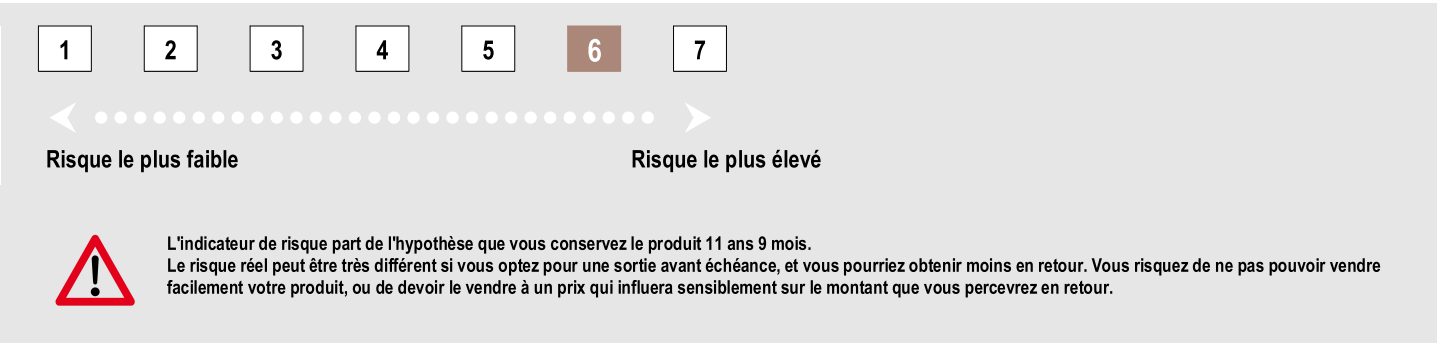 1 2 3 4 5 6 7
Risque le plus faible Risque le plus élevé
L'indicateur de risque part de l'hypothèse que vous conservez le produit 11 ans 9 mois.
Le risque réel peut être très différent si vous optez pour une sortie avant échéance, et vous pourriez obtenir moins en retour. Vous risquez de ne pas pouvoir vendre
facilement votre produit, ou de devoir le vendre à un prix qui influera sensiblement sur le montant que vous percevrez en retour.